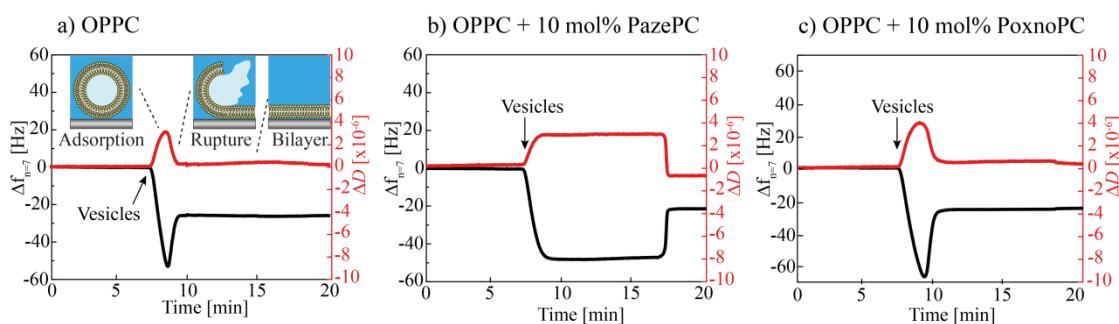 a) OPPC
b) OPPC + 10 mol% PazePC
c) OPPC + 10 mol% PoxnoPC
60
40
20
0
-20
-40
-60
Δf n=7 [Hz]
Adsorption
Rupture
Bilayer
Vesicles
10
8
6
4
2
0
-2
-4
-6
-8
-10
ΔD [x10⁻⁶]
0 5 10 15 20
Time [min]
60
40
20
0
-20
-40
-60
Δf n=7 [Hz]
Vesicles
10
8
6
4
2
0
-2
-4
-6
-8
-10
ΔD [x10⁻⁶]
0 5 10 15 20
Time [min]
60
40
20
0
-20
-40
-60
Δf n=7 [Hz]
Vesicles
10
8
6
4
2
0
-2
-4
-6
-8
-10
ΔD [x10⁻⁶]
0 5 10 15 20
Time [min]